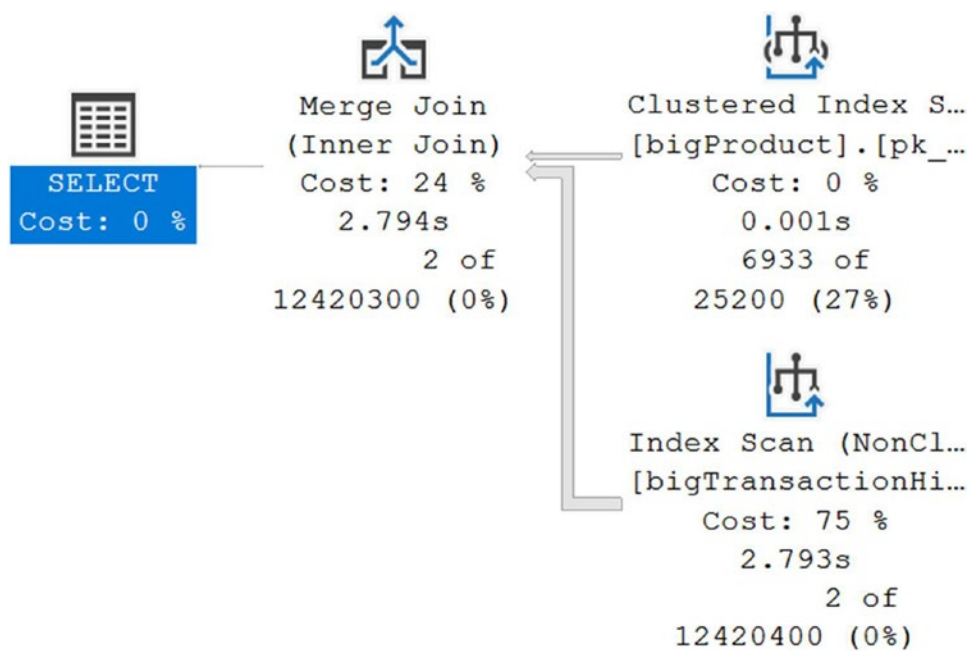 SELECT
Cost: 0 %
Merge Join
(Inner Join)
Cost: 24 %
2.794s
2 of
12420300 (0%)
Clustered Index S...
[bigProduct].[pk_...
Cost: 0 %
0.001s
6933 of
25200 (27%)
Index Scan (NonCl...
[bigTransactionHi...
Cost: 75 %
2.793s
2 of
12420400 (0%)